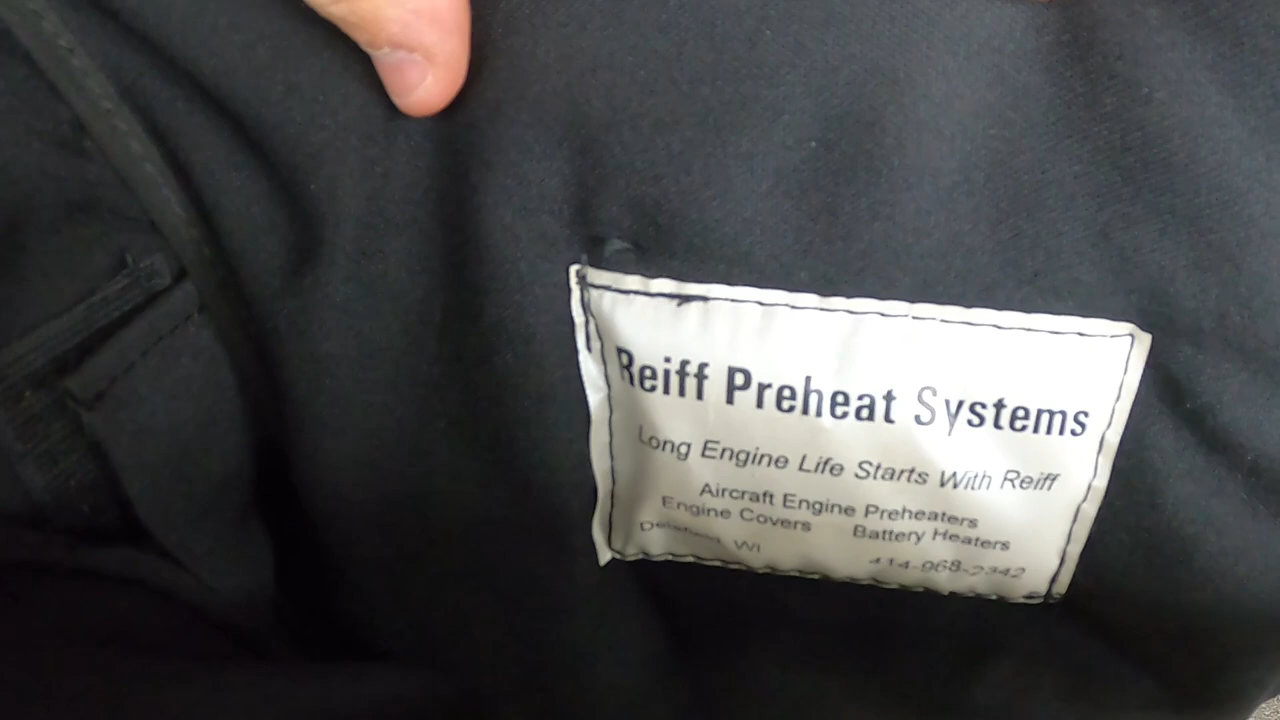 Reiff Preheat Systems
Long Engine Life Starts With Reiff
Aircraft Engine Preheaters
Engine Covers Battery Heaters
WI 414-968-2342